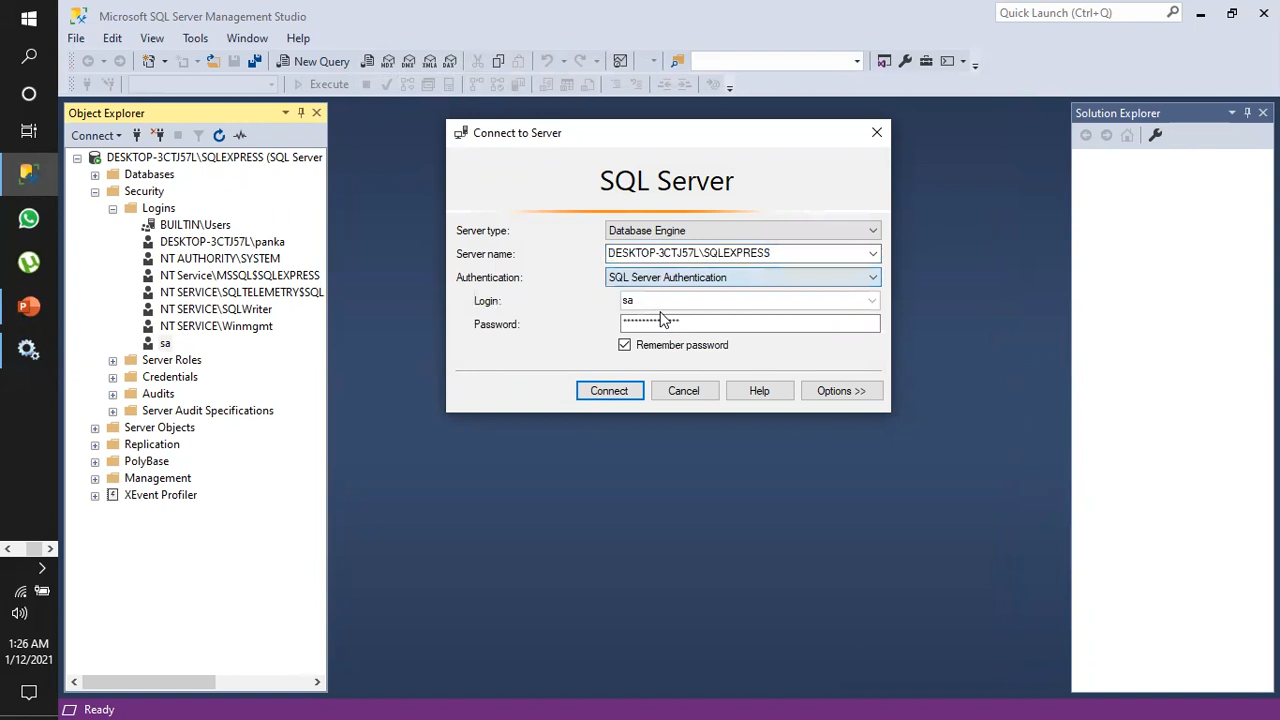 Microsoft SQL Server Management Studio
Quick Launch (Ctrl+Q)
File Edit View Tools Window Help
New Query
MDX
DMX
XMLA
DAX
Execute
Object Explorer
Connect
DESKTOP-3CTJ57L\SQLEXPRESS (SQL Server
Databases
Security
Logins
BUILTIN\Users
DESKTOP-3CTJ57L\panka
NT AUTHORITY\SYSTEM
NT Service\MSSQL$SQLEXPRESS
NT SERVICE\SQLTELEMETRY$SQL
NT SERVICE\SQLWriter
NT SERVICE\Winmgmt
sa
Server Roles
Credentials
Audits
Server Audit Specifications
Server Objects
Replication
PolyBase
Management
XEvent Profiler
Connect to Server
SQL Server
Server type: Database Engine
Server name: DESKTOP-3CTJ57L\SQLEXPRESS
Authentication: SQL Server Authentication
Login: sa
Password: ***************
Remember password
Connect Cancel Help Options >>
Solution Explorer
1:26 AM
1/12/2021
Ready